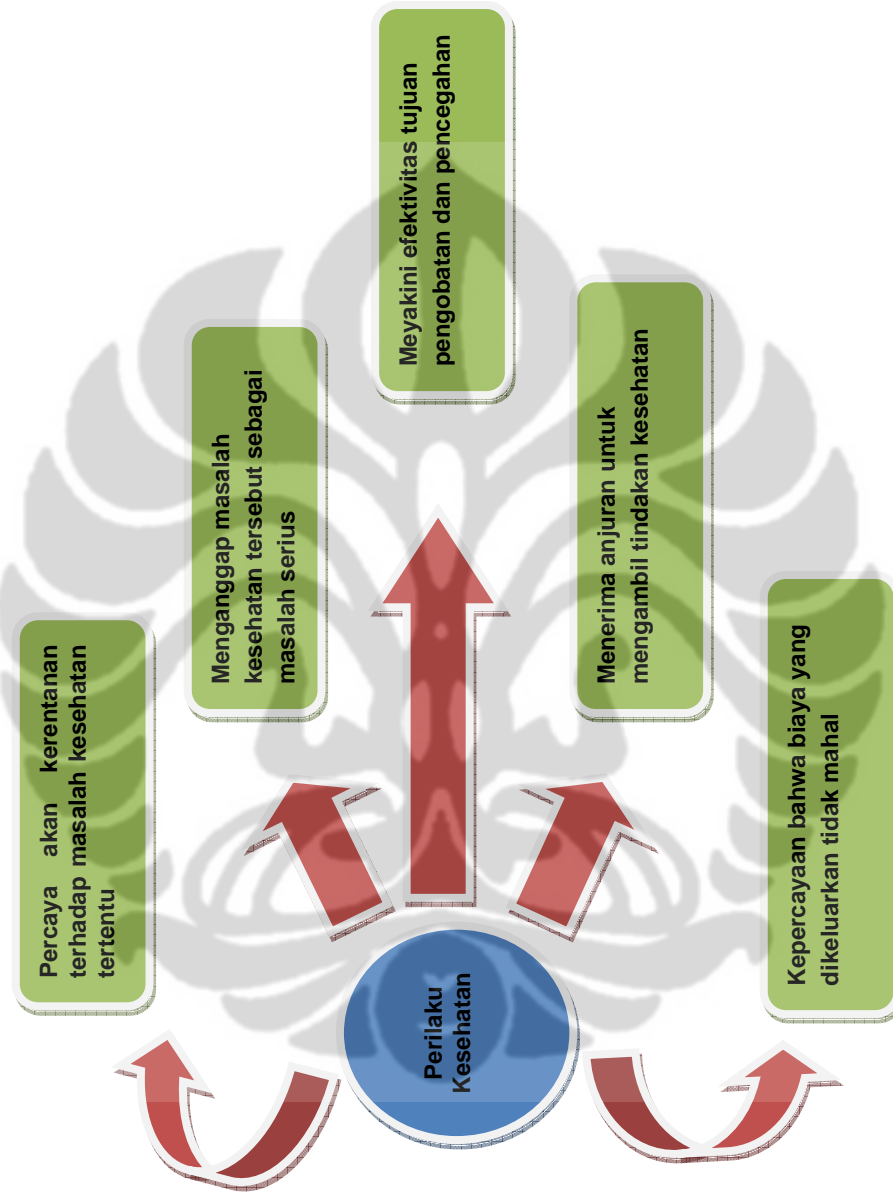 Percaya akan kerentanan
terhadap masalah kesehatan
tertentu
Menganggap masalah
kesehatan tersebut sebagai
masalah serius
Meyakini efektivitas tujuan
pengobatan dan pencegahan
Menerima anjuran untuk
mengambil tindakan kesehatan
Kepercayaan bahwa biaya yang
dikeluarkan tidak mahal
Perilaku
Kesehatan